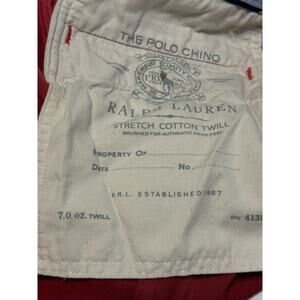 THE POLO CHINO
RALPH LAUREN
STRETCH COTTON TWILL
BRUSHED FOR AUTHENTIC HAND FEEL
PROPERTY OF
DATE No.
P.R.L. ESTABLISHED 1967
7.0 OZ. TWILL
RN